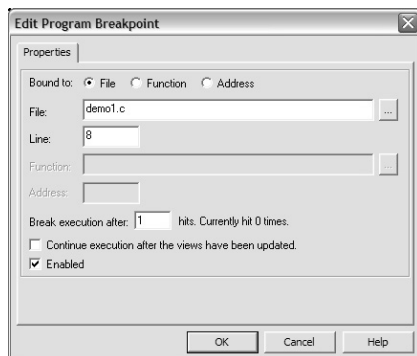 Edit Program Breakpoint
Properties
Bound to: File Function Address
File: demo1.c ...
Line: 8
Function: ...
Address:
Break execution after: 1 hits. Currently hit 0 times.
Continue execution after the views have been updated.
Enabled
OK Cancel Help